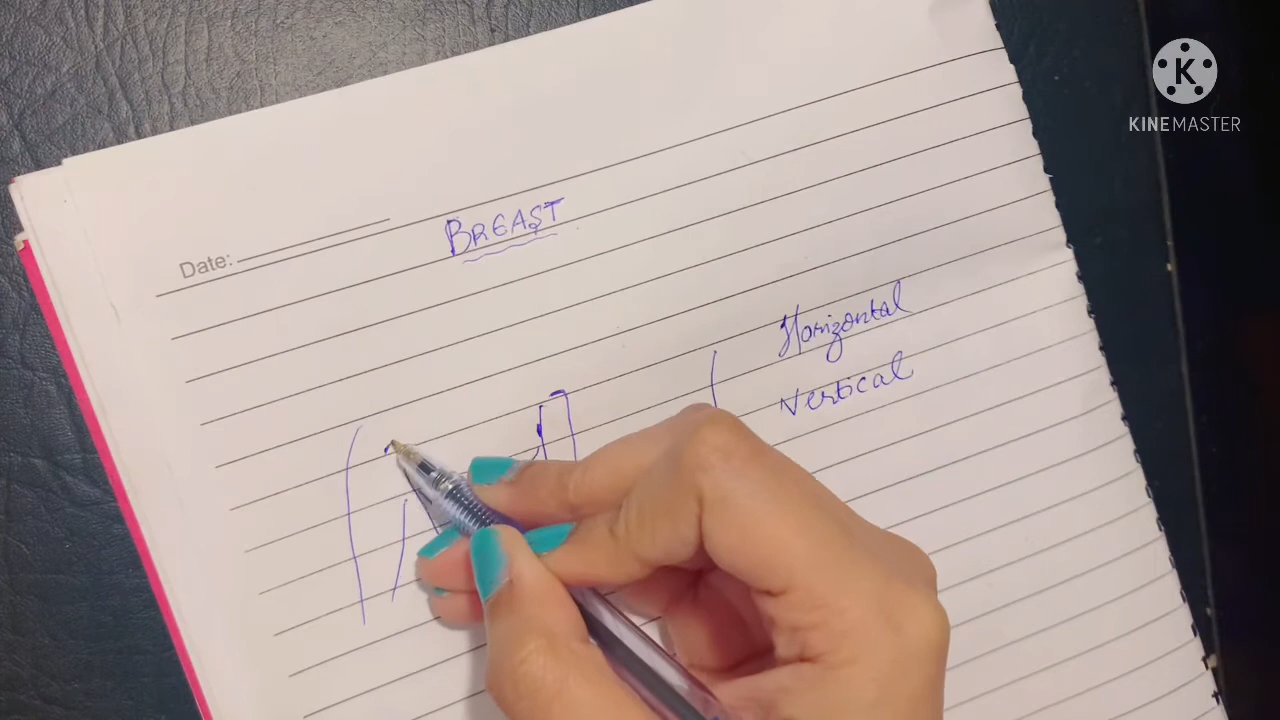 K
KINEMASTER
Date:
BREAST
Horizontal
Vertical